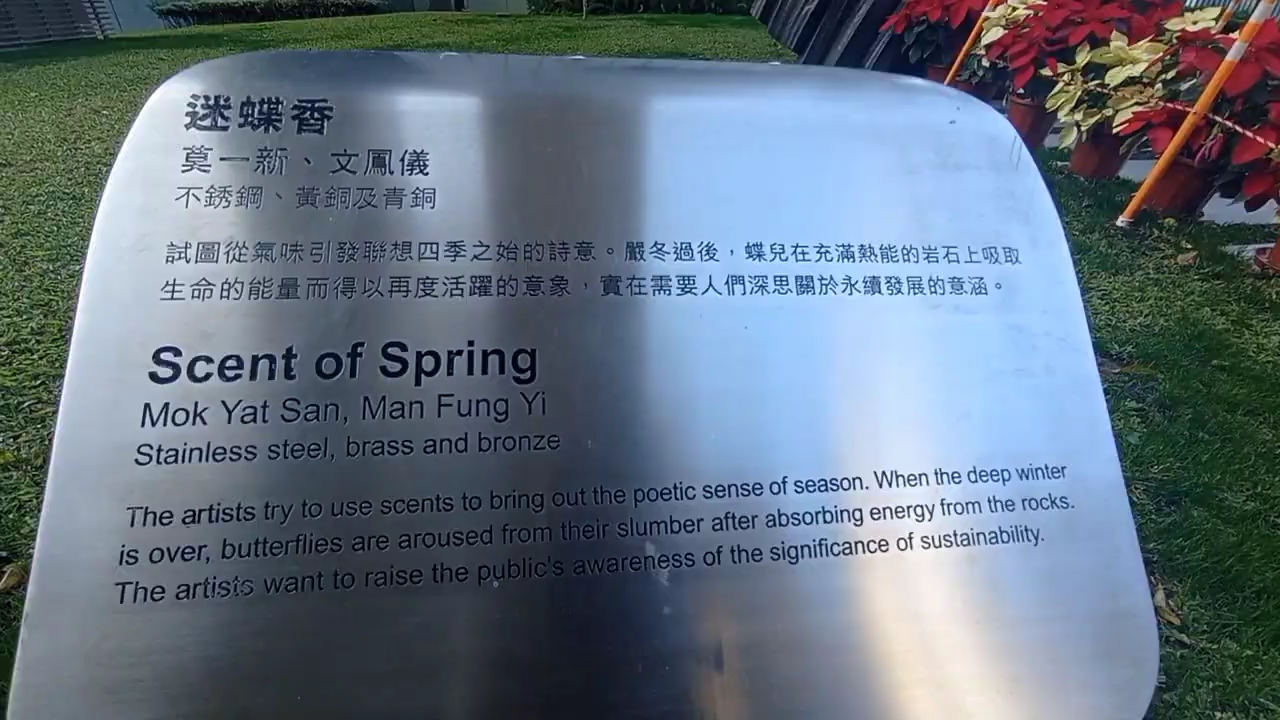 迷蝶香
莫一新、文鳳儀
不銹鋼、黃銅及青銅
試圖從氣味引發聯想四季之始的詩意。嚴冬過後，蝶兒在充滿熱能的岩石上吸取
生命的能量而得以再度活躍的意象，實在需要人們深思關於永續發展的意涵。
Scent of Spring
Mok Yat San, Man Fung Yi
Stainless steel, brass and bronze
The artists try to use scents to bring out the poetic sense of season. When the deep winter
is over, butterflies are aroused from their slumber after absorbing energy from the rocks.
The artists want to raise the public's awareness of the significance of sustainability.